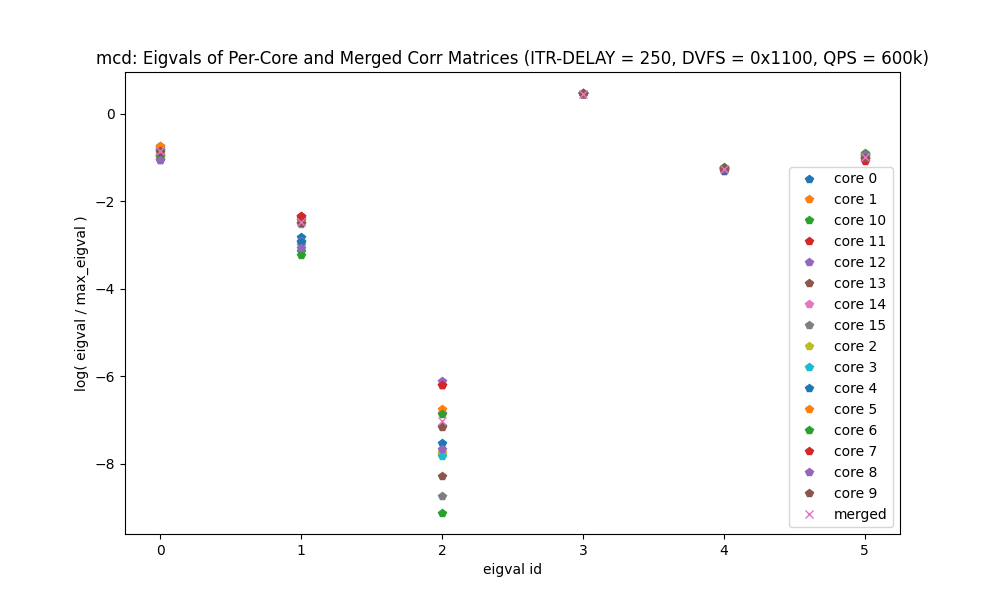 mcd: Eigvals of Per-Core and Merged Corr Matrices (ITR-DELAY = 250, DVFS = 0x1100, QPS = 600k)
log( eigval / max_eigval )
0
−2
−4
−6
−8
0 1 2 3 4 5
eigval id
core 0
core 1
core 10
core 11
core 12
core 13
core 14
core 15
core 2
core 3
core 4
core 5
core 6
core 7
core 8
core 9
merged